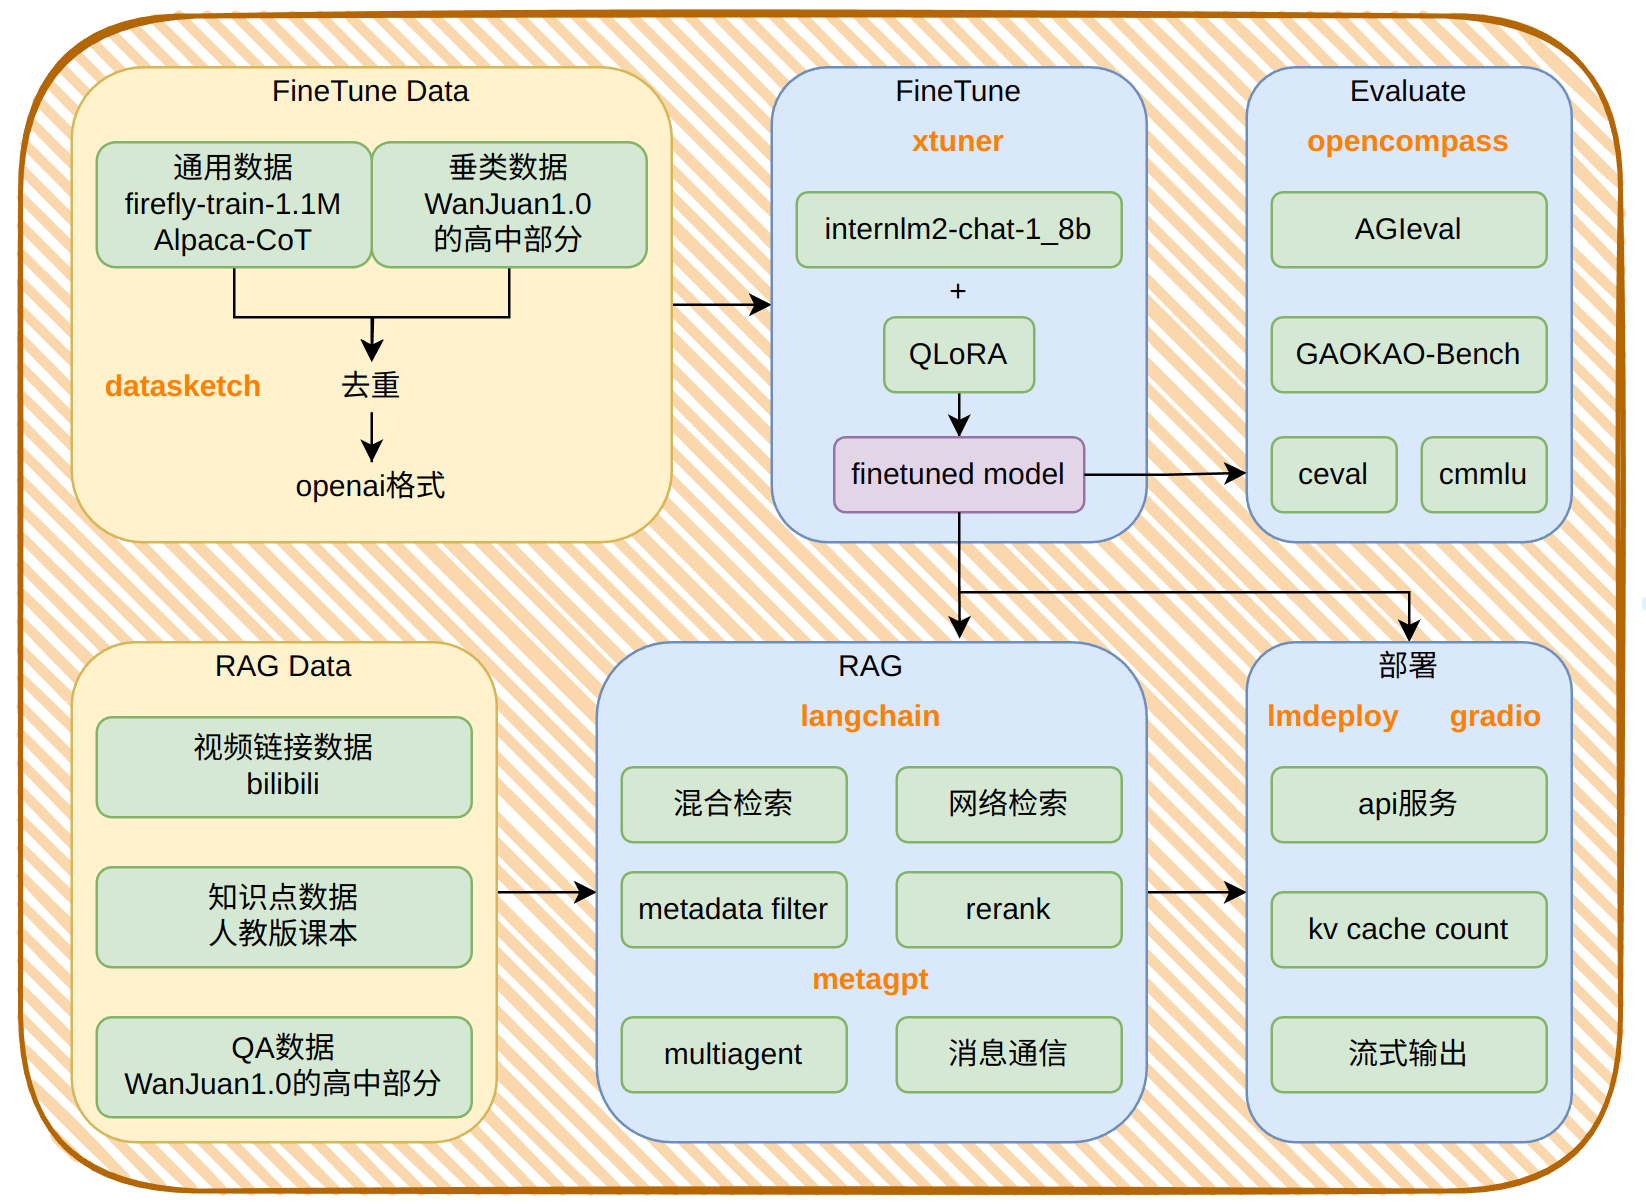 FineTune Data
通用数据
firefly-train-1.1M
Alpaca-CoT
垂类数据
WanJuan1.0
的高中部分
datasketch
去重
openai格式
FineTune
xtuner
internlm2-chat-1_8b
+
QLoRA
finetuned model
Evaluate
opencompass
AGIeval
GAOKAO-Bench
ceval
cmmlu
RAG Data
视频链接数据
bilibili
知识点数据
人教版课本
QA数据
WanJuan1.0的高中部分
RAG
langchain
混合检索
网络检索
metadata filter
rerank
metagpt
multiagent
消息通信
部署
lmdeploy
gradio
api服务
kv cache count
流式输出